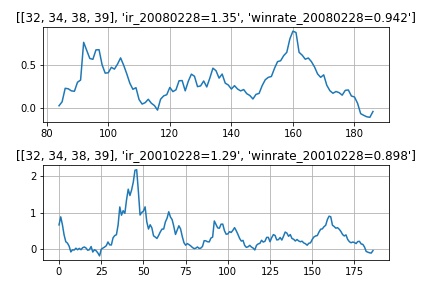 [[32, 34, 38, 39], 'ir_20080228=1.35', 'winrate_20080228=0.942']
0.5
0.0
80 100 120 140 160 180
[[32, 34, 38, 39], 'ir_20010228=1.29', 'winrate_20010228=0.898']
2
1
0
0 25 50 75 100 125 150 175